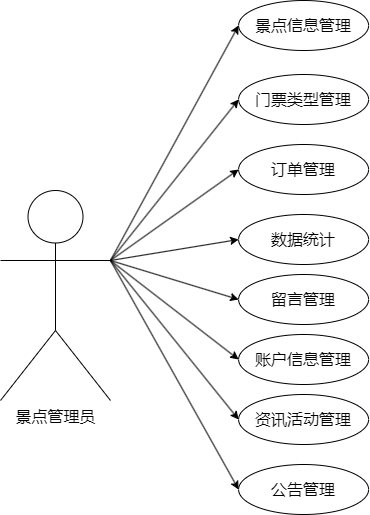 景点信息管理
门票类型管理
订单管理
数据统计
留言管理
账户信息管理
资讯活动管理
公告管理
景点管理员